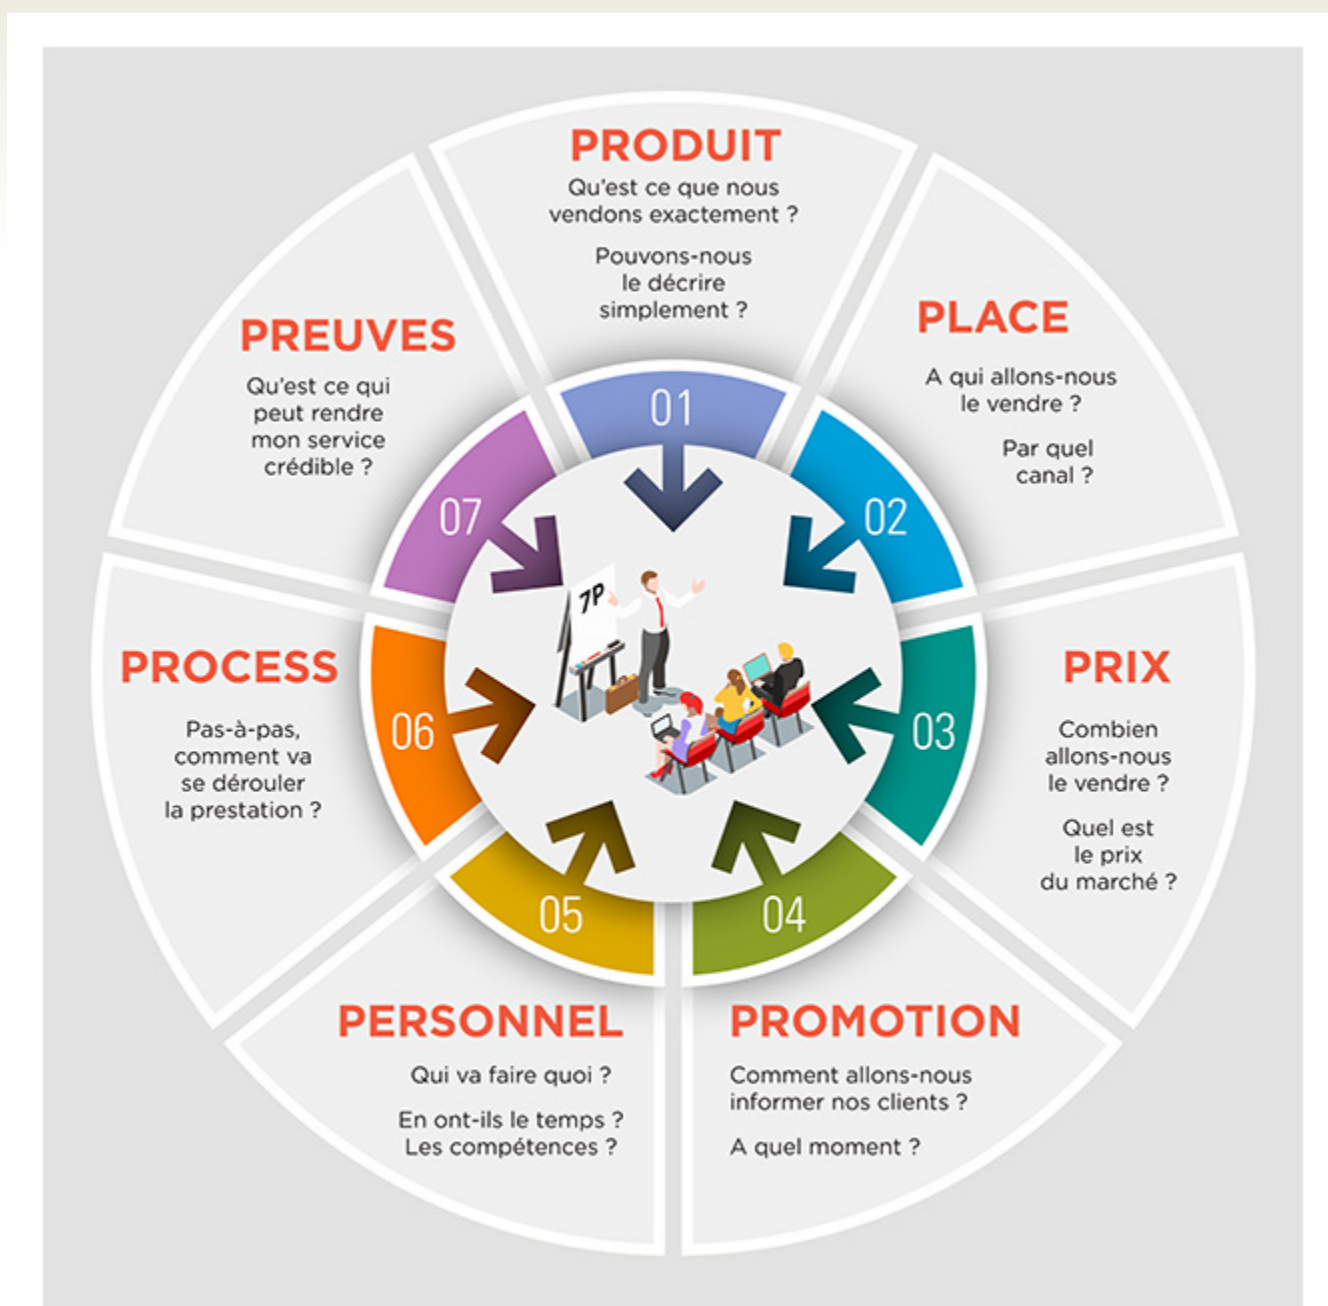 PRODUIT
Qu'est ce que nous
vendons exactement ?
Pouvons-nous
le décrire
simplement ?
01
PLACE
A qui allons-nous
le vendre ?
Par quel
canal ?
02
PRIX
Combien
allons-nous
le vendre ?
Quel est
le prix
du marché ?
03
PROMOTION
Comment allons-nous
informer nos clients ?
A quel moment ?
04
PERSONNEL
Qui va faire quoi ?
En ont-ils le temps ?
Les compétences ?
05
PROCESS
Pas-à-pas,
comment va
se dérouler
la prestation ?
06
PREUVES
Qu'est ce qui
peut rendre
mon service
crédible ?
07
7P